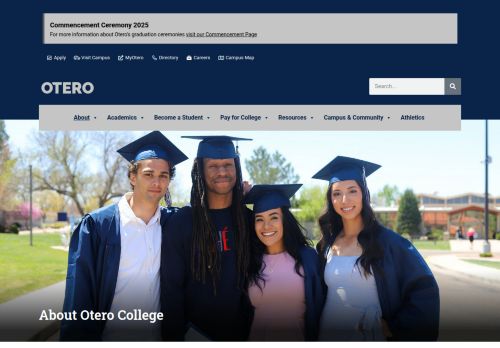 Commencement Ceremony 2025
For more information about Otero's graduation ceremonies visit our Commencement Page
Apply Visit Campus MyOtero Directory Careers Campus Map
OTERO
Search...
About Academics Become a Student Pay for College Resources Campus & Community Athletics
About Otero College